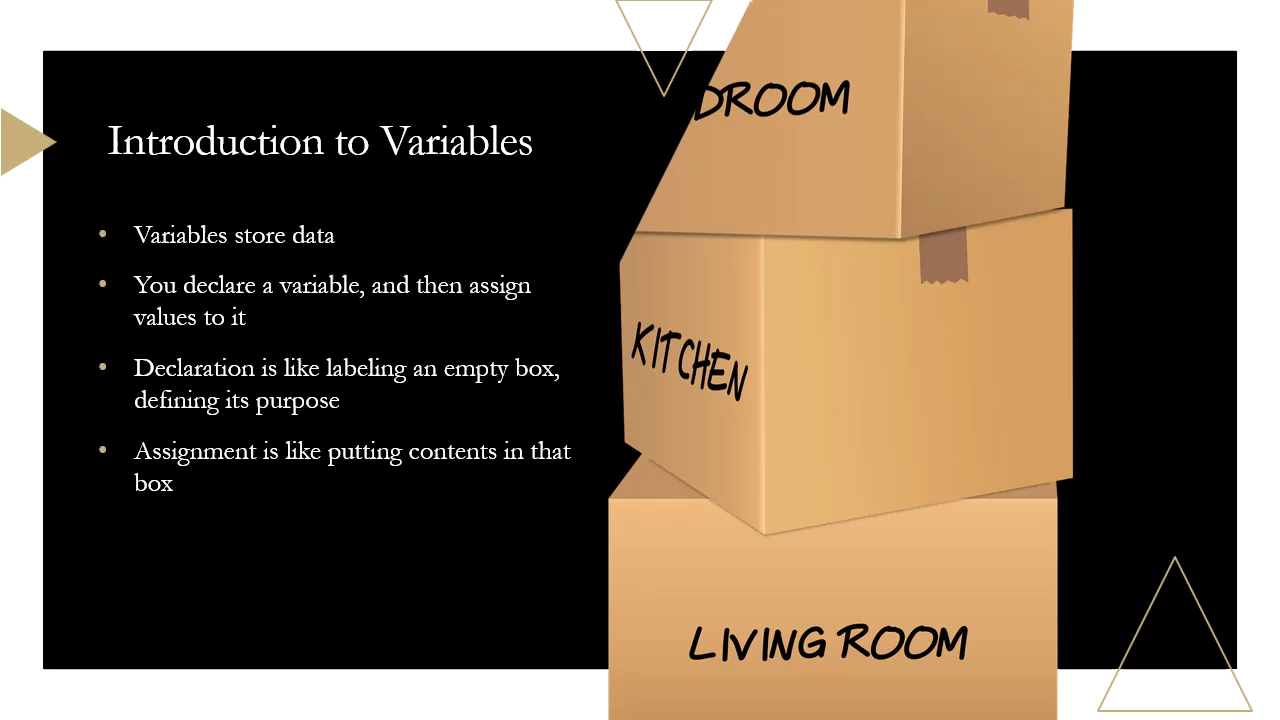 Introduction to Variables
• Variables store data
• You declare a variable, and then assign
values to it
• Declaration is like labeling an empty box,
defining its purpose
• Assignment is like putting contents in that
box
DROOM
KITCHEN
LIVING ROOM